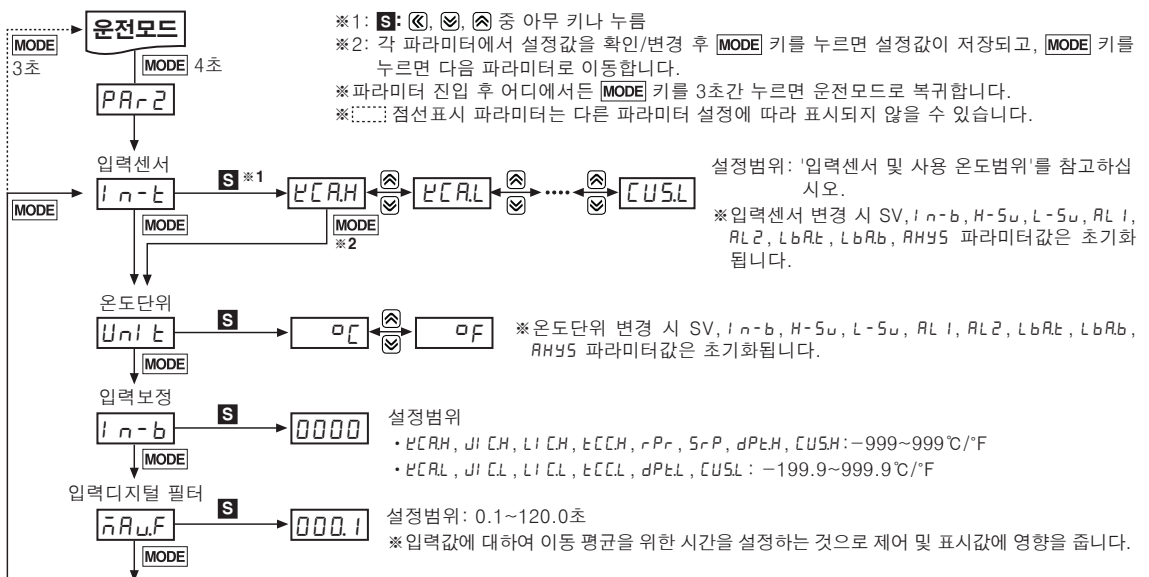 운전모드
MODE
3초
MODE 4초
PAr2
※1: S: «, ︾, ︽ 중 아무 키나 누름
※2: 각 파라미터에서 설정값을 확인/변경 후 MODE 키를 누르면 설정값이 저장되고, MODE 키를
누르면 다음 파라미터로 이동합니다.
※파라미터 진입 후 어디에서든 MODE 키를 3초간 누르면 운전모드로 복귀합니다.
※ 점선표시 파라미터는 다른 파라미터 설정에 따라 표시되지 않을 수 있습니다.
입력센서
In-t
S ※1
KCA.H
KCA.L
····
CUS.L
MODE
MODE
MODE
※2
설정범위: '입력센서 및 사용 온도범위'를 참고하십
시오.
※입력센서 변경 시 SV, In-b, H-Su, L-Su, AL1,
AL2, LbA.t, LbA.b, AHYS 파라미터값은 초기화
됩니다.
온도단위
UnIt
S
°C
°F
MODE
※온도단위 변경 시 SV, In-b, H-Su, L-Su, AL1, AL2, LbA.t, LbA.b,
AHYS 파라미터값은 초기화됩니다.
입력보정
In-b
S
0000
MODE
설정범위
• KCA.H, JIC.H, LIC.H, tCC.H, rPr, SrP, dPt.H, CUS.H: -999~999℃/°F
• KCA.L, JIC.L, LIC.L, tCC.L, dPt.L, CUS.L: -199.9~999.9℃/°F
입력디지털 필터
MAu.F
S
000.1
MODE
설정범위: 0.1~120.0초
※입력값에 대하여 이동 평균을 위한 시간을 설정하는 것으로 제어 및 표시값에 영향을 줍니다.